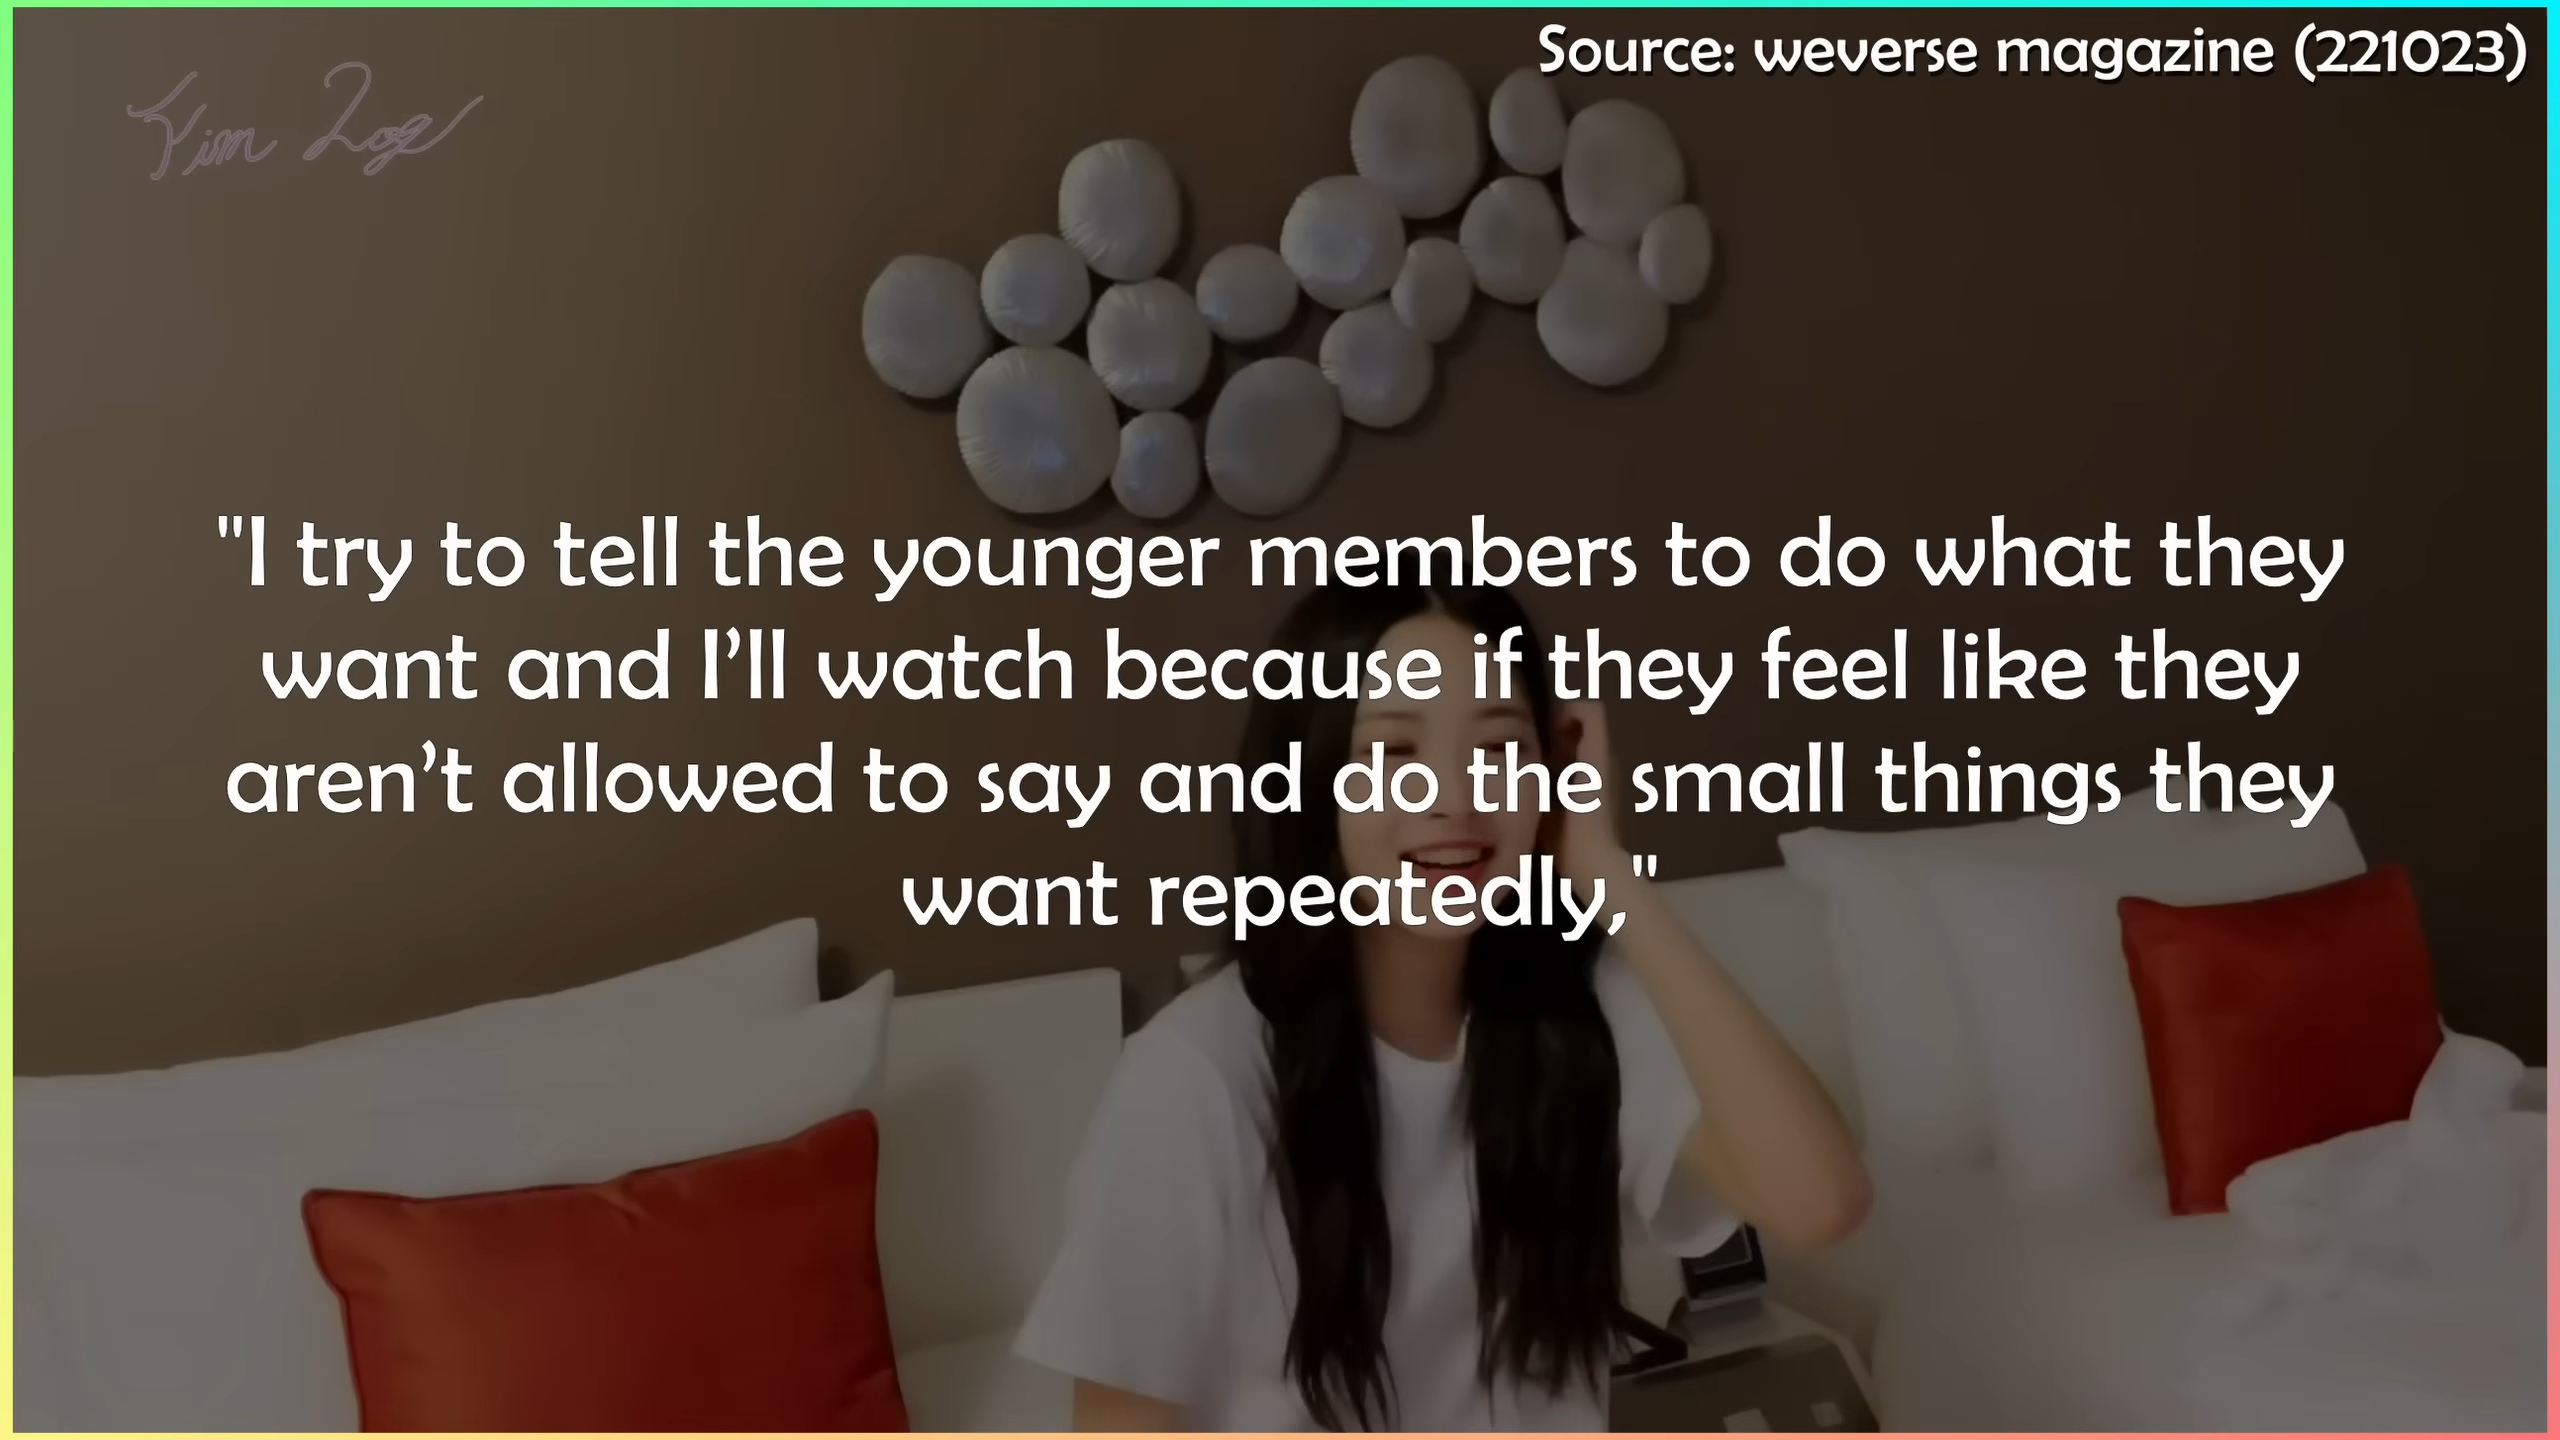 Source: weverse magazine (221023)
"I try to tell the younger members to do what they
want and I’ll watch because if they feel like they
aren’t allowed to say and do the small things they
want repeatedly,"